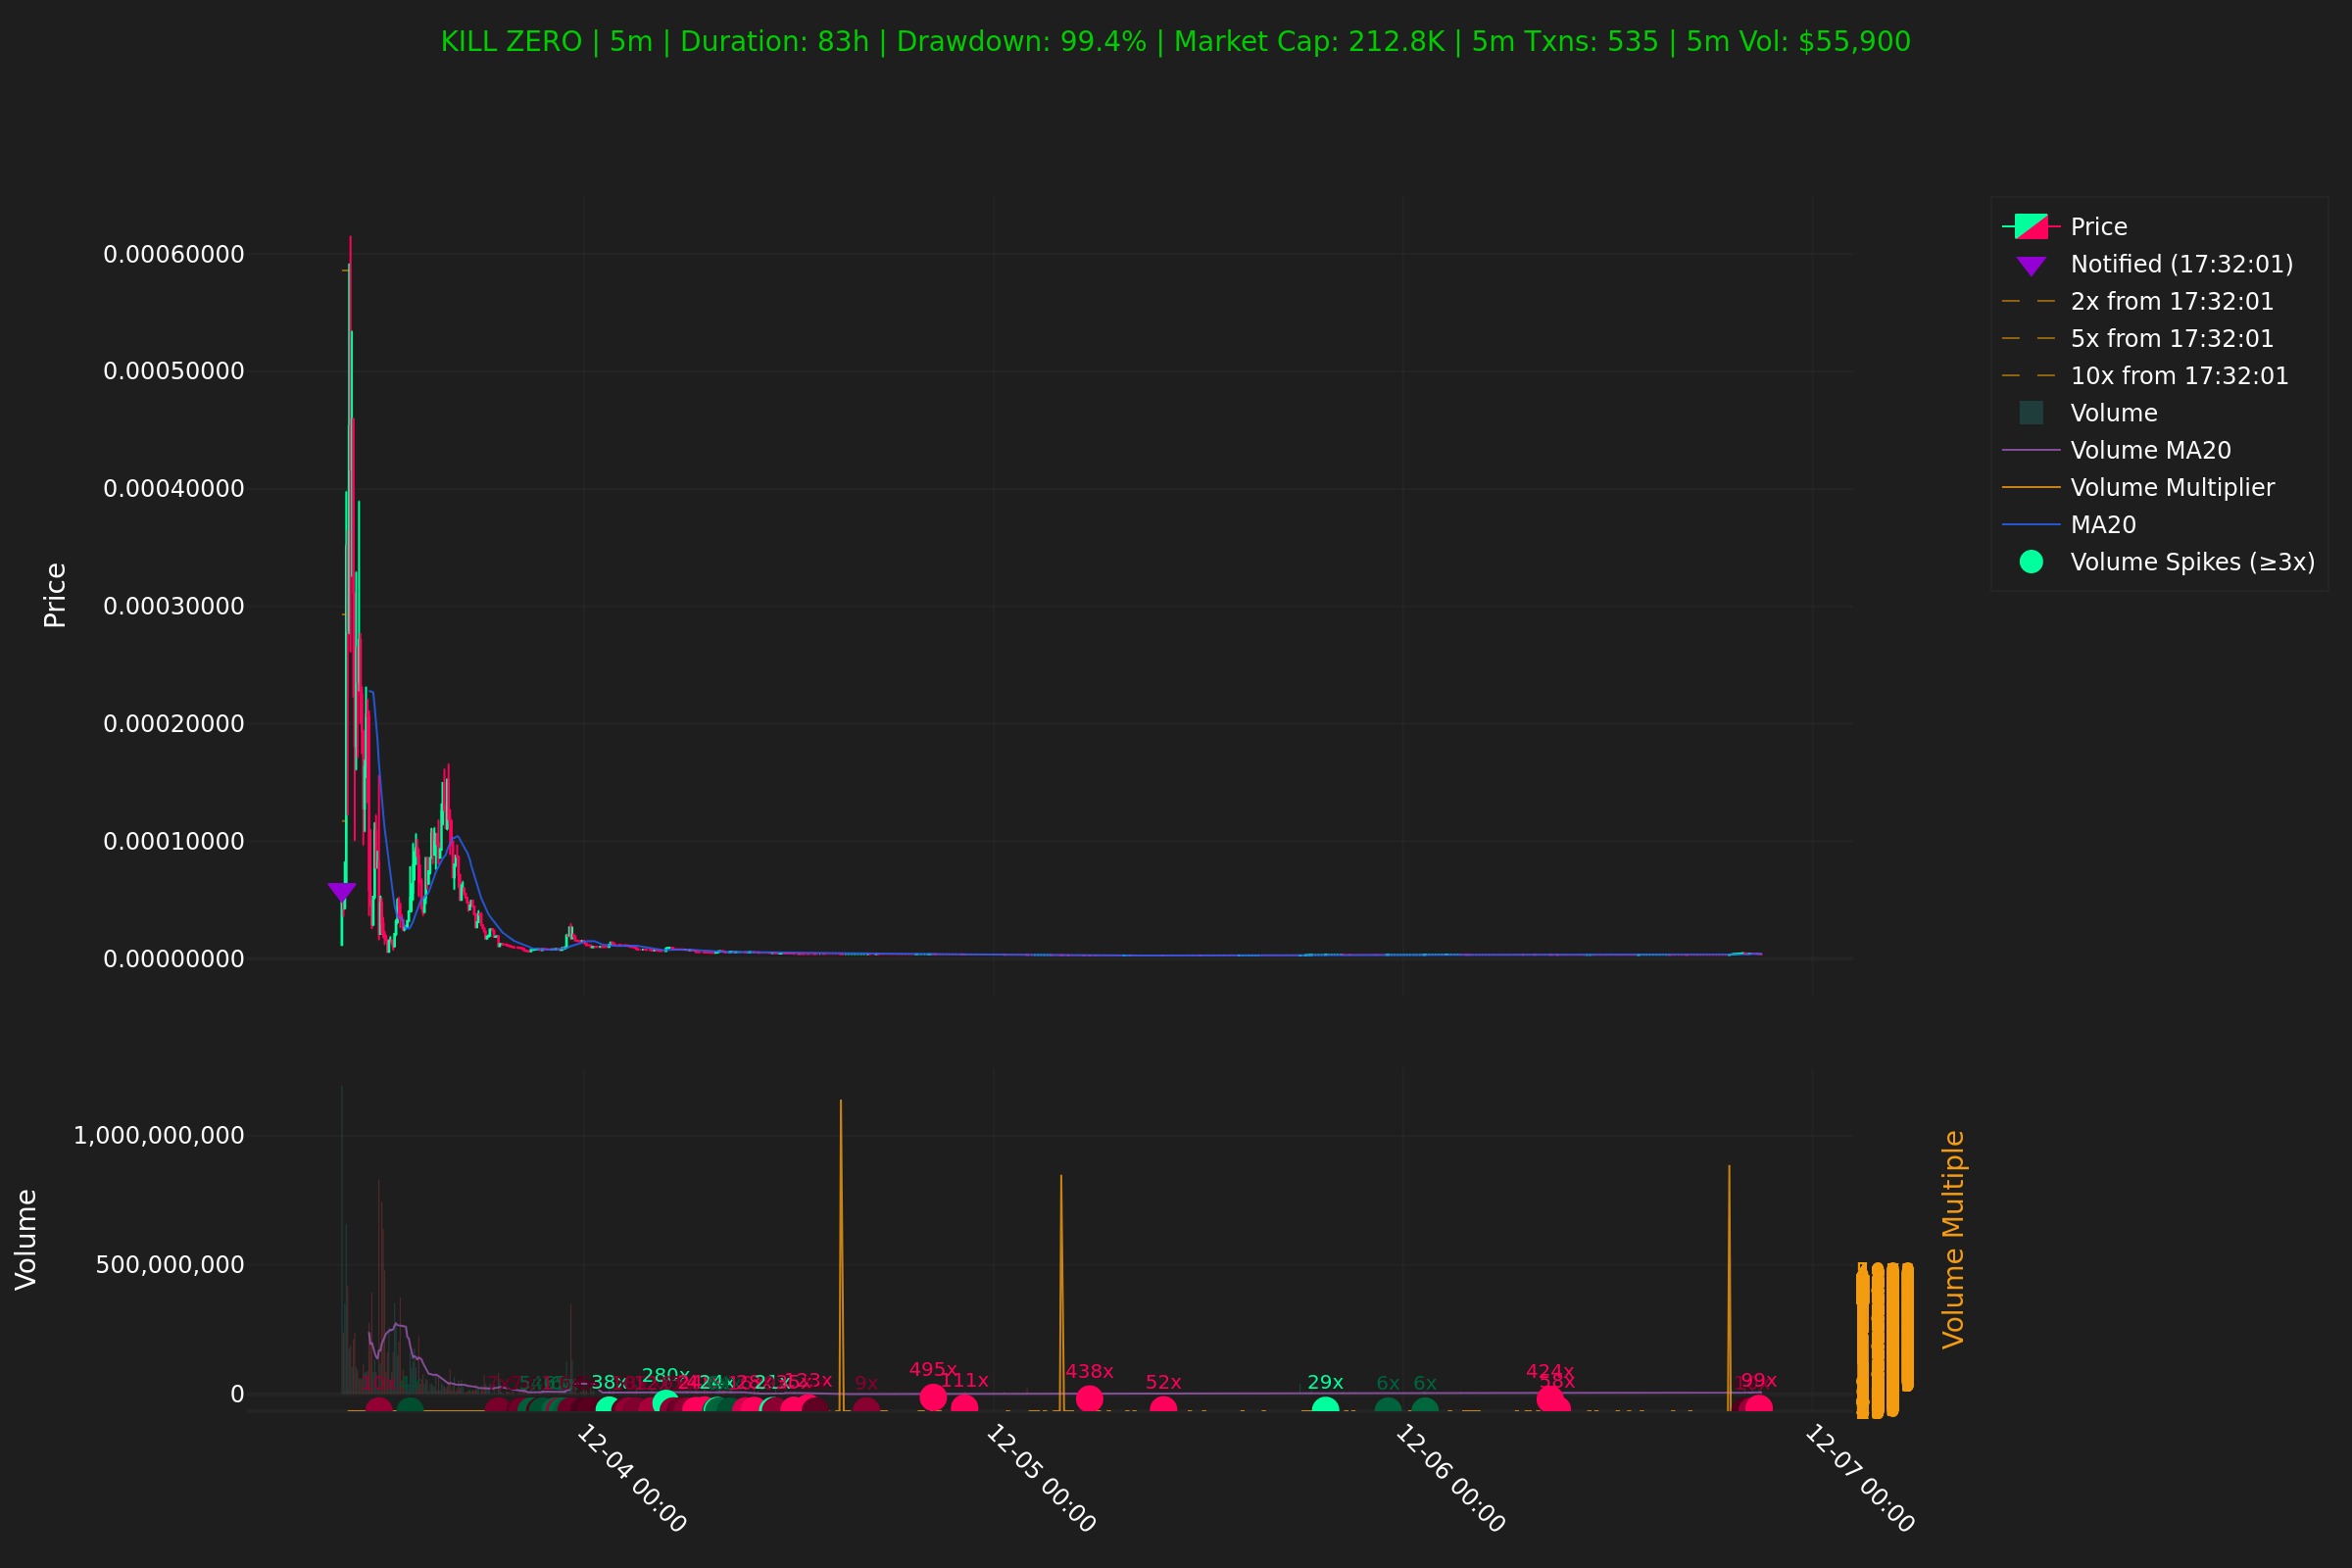 KILL ZERO | 5m | Duration: 83h | Drawdown: 99.4% | Market Cap: 212.8K | 5m Txns: 535 | 5m Vol: $55,900
Price
0.00060000
0.00050000
0.00040000
0.00030000
0.00020000
0.00010000
0.00000000
Price
Notified (17:32:01)
2x from 17:32:01
5x from 17:32:01
10x from 17:32:01
Volume
Volume MA20
Volume Multiplier
MA20
Volume Spikes (≥3x)
Volume
1,000,000,000
500,000,000
0
38x
280x
24x
9x
495x
111x
438x
52x
29x
6x
6x
424x
58x
99x
Volume Multiple
12-04 00:00
12-05 00:00
12-06 00:00
12-07 00:00